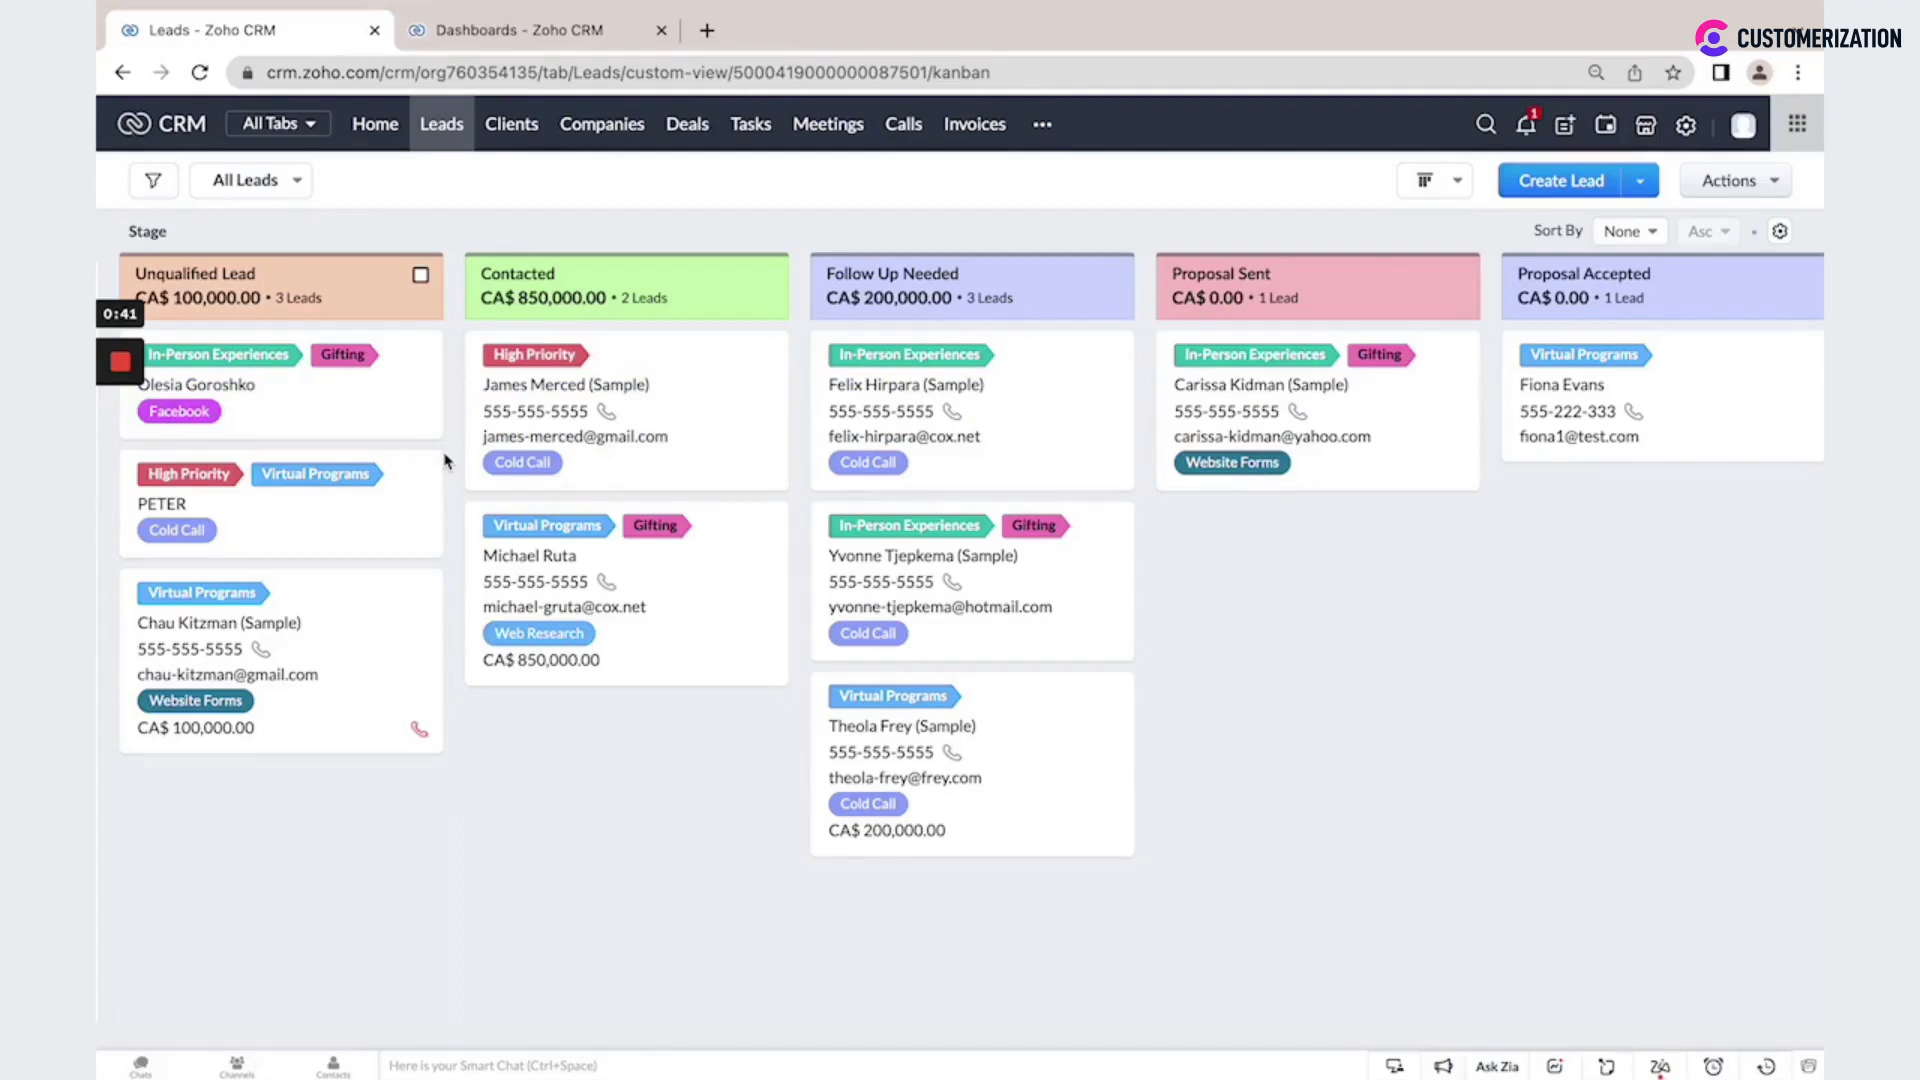 Leads - Zoho CRM
Dashboards - Zoho CRM
CUSTOMERIZATION
crm.zoho.com/crm/org760354135/tab/Leads/custom-view/5000419000000087501/kanban
CRM
All Tabs
Home
Leads
Clients
Companies
Deals
Tasks
Meetings
Calls
Invoices
1
All Leads
Create Lead
Actions
Stage
Sort By
None
Asc
Unqualified Lead
CA$ 100,000.00 • 3 Leads
0:41
In-Person Experiences
Gifting
Olesia Goroshko
Facebook
High Priority
Virtual Programs
PETER
Cold Call
Virtual Programs
Chau Kitzman (Sample)
555-555-5555
chau-kitzman@gmail.com
Website Forms
CA$ 100,000.00
Contacted
CA$ 850,000.00 • 2 Leads
High Priority
James Merced (Sample)
555-555-5555
james-merced@gmail.com
Cold Call
Virtual Programs
Gifting
Michael Ruta
555-555-5555
michael-gruta@cox.net
Web Research
CA$ 850,000.00
Follow Up Needed
CA$ 200,000.00 • 3 Leads
In-Person Experiences
Felix Hirpara (Sample)
555-555-5555
felix-hirpara@cox.net
Cold Call
In-Person Experiences
Gifting
Yvonne Tjepkema (Sample)
555-555-5555
yvonne-tjepkema@hotmail.com
Cold Call
Virtual Programs
Theola Frey (Sample)
555-555-5555
theola-frey@frey.com
Cold Call
CA$ 200,000.00
Proposal Sent
CA$ 0.00 • 1 Lead
In-Person Experiences
Gifting
Carissa Kidman (Sample)
555-555-5555
carissa-kidman@yahoo.com
Website Forms
Proposal Accepted
CA$ 0.00 • 1 Lead
Virtual Programs
Fiona Evans
555-222-333
fiona1@test.com
Chats
Channels
Contacts
Here is your Smart Chat (Ctrl+Space)
Ask Zia